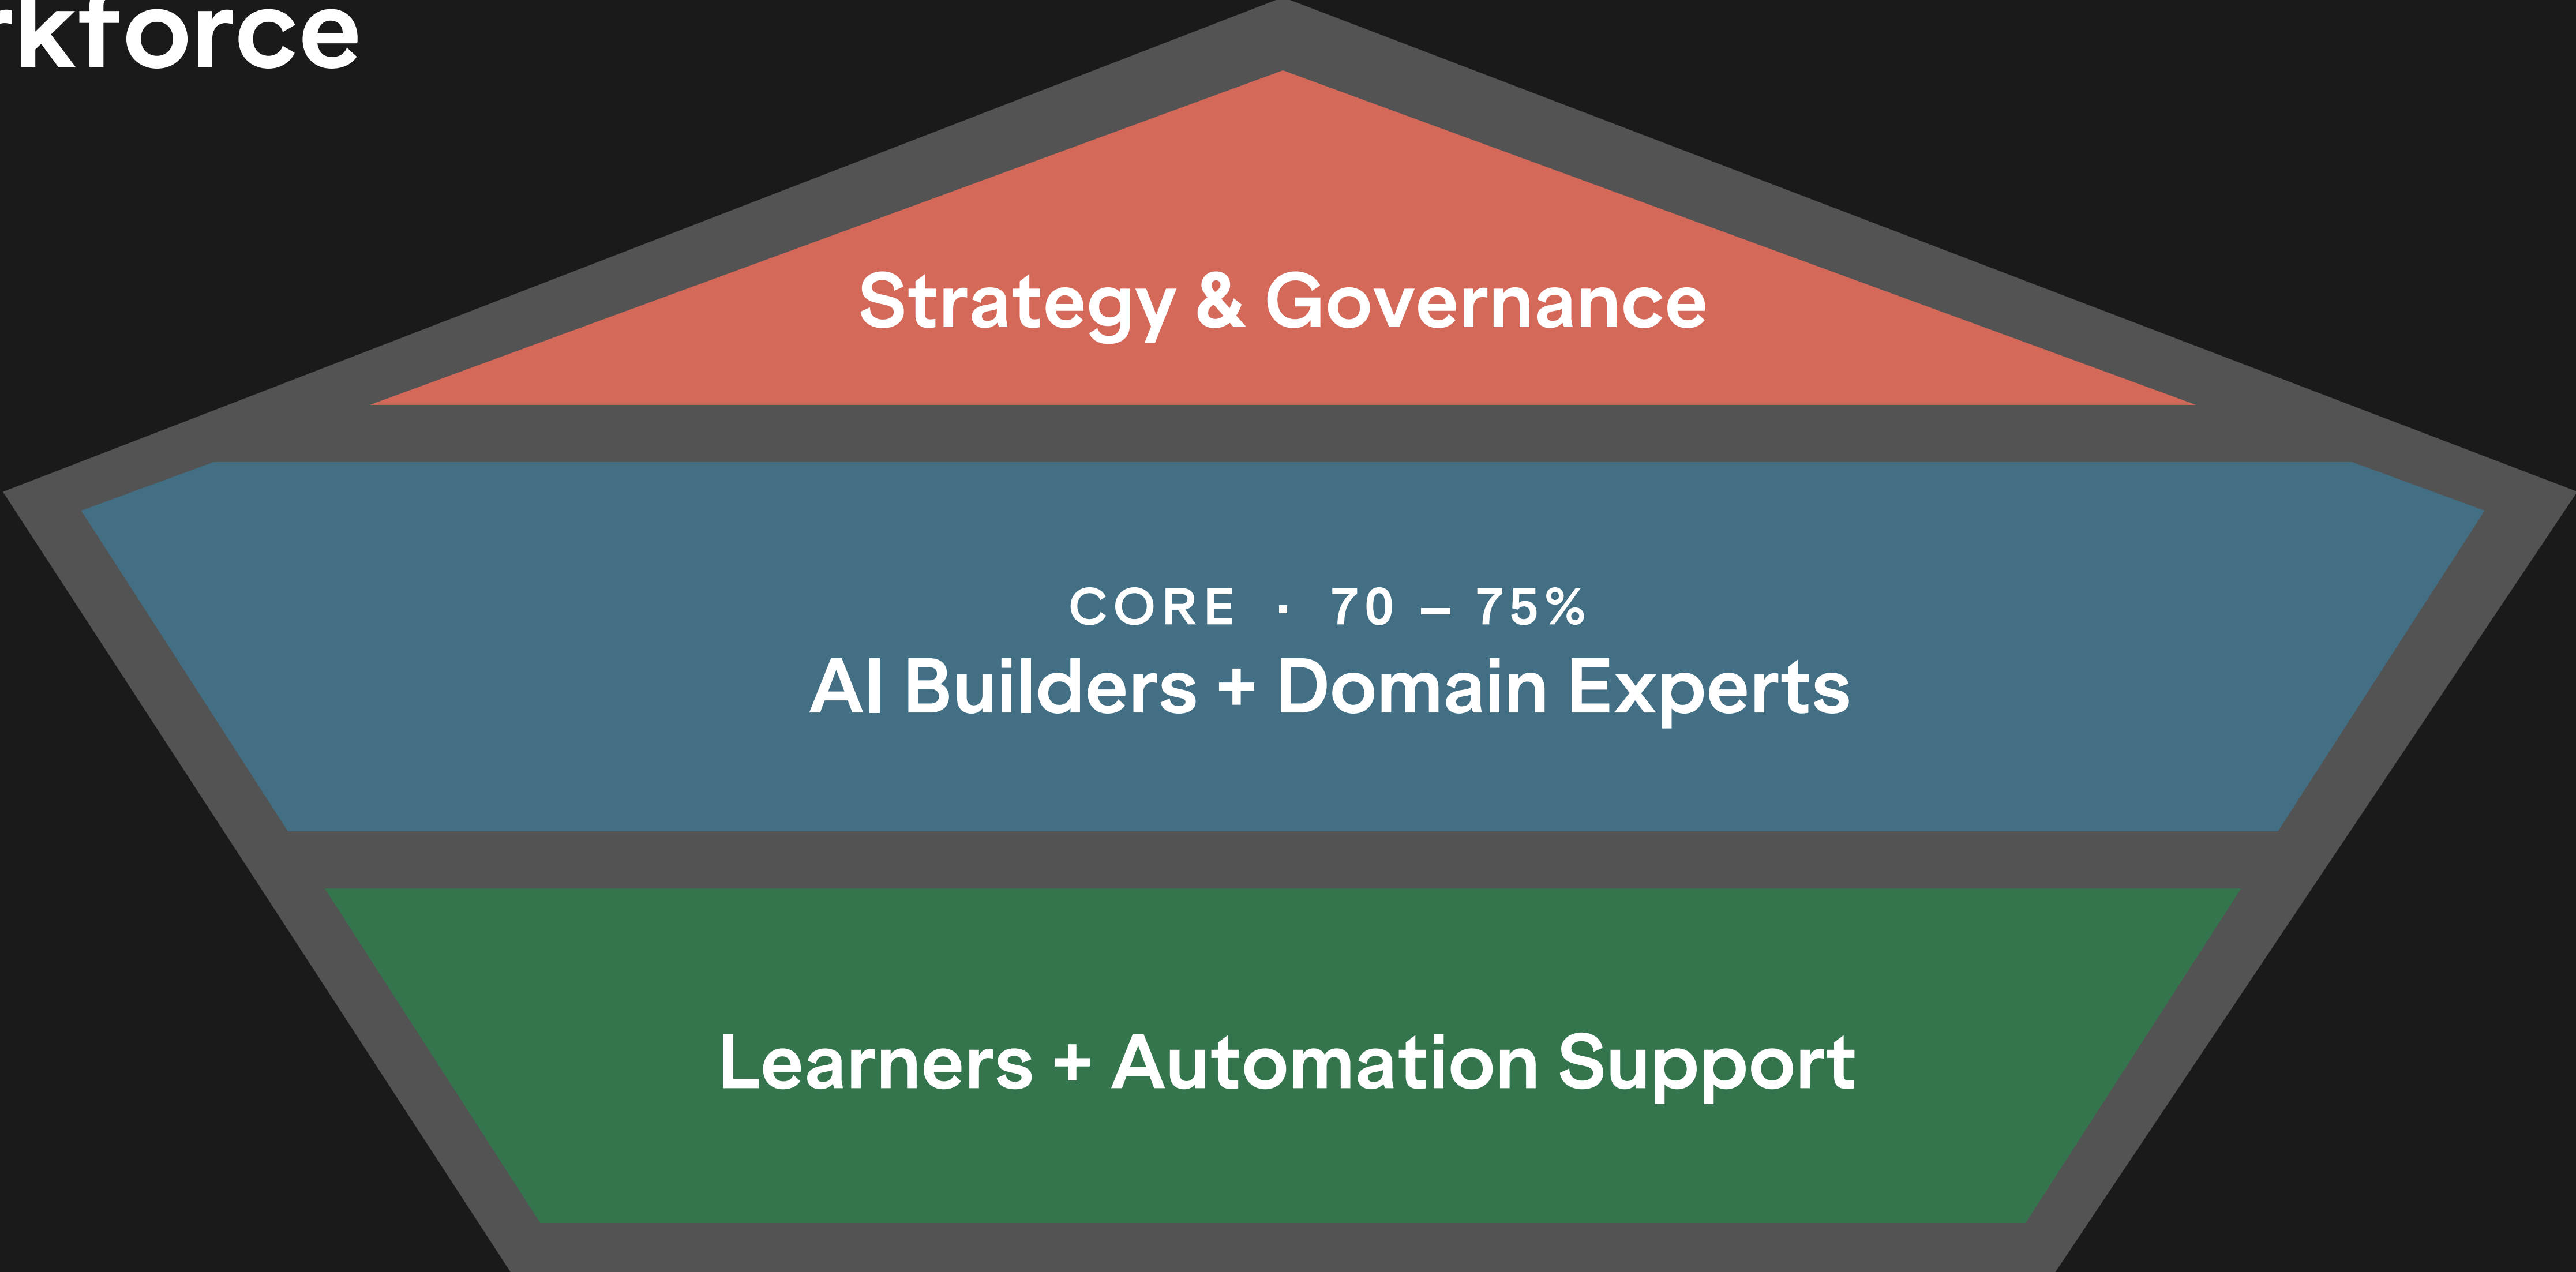 rkforce
Strategy & Governance
CORE · 70 – 75%
AI Builders + Domain Experts
Learners + Automation Support